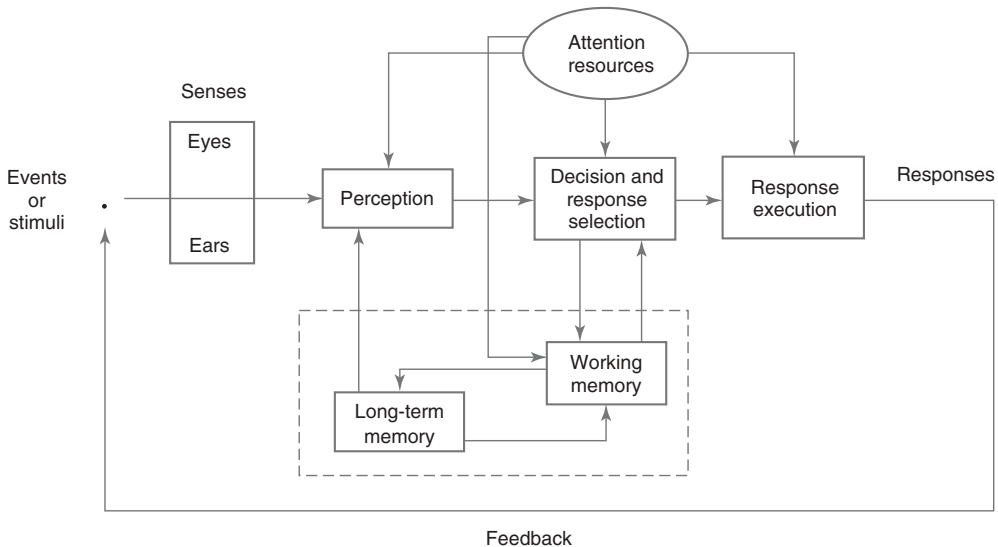 Attention
resources
Senses
Eyes
Events
or
stimuli
Perception
Decision and
response
selection
Response
execution
Responses
Ears
Working
memory
Long-term
memory
Feedback